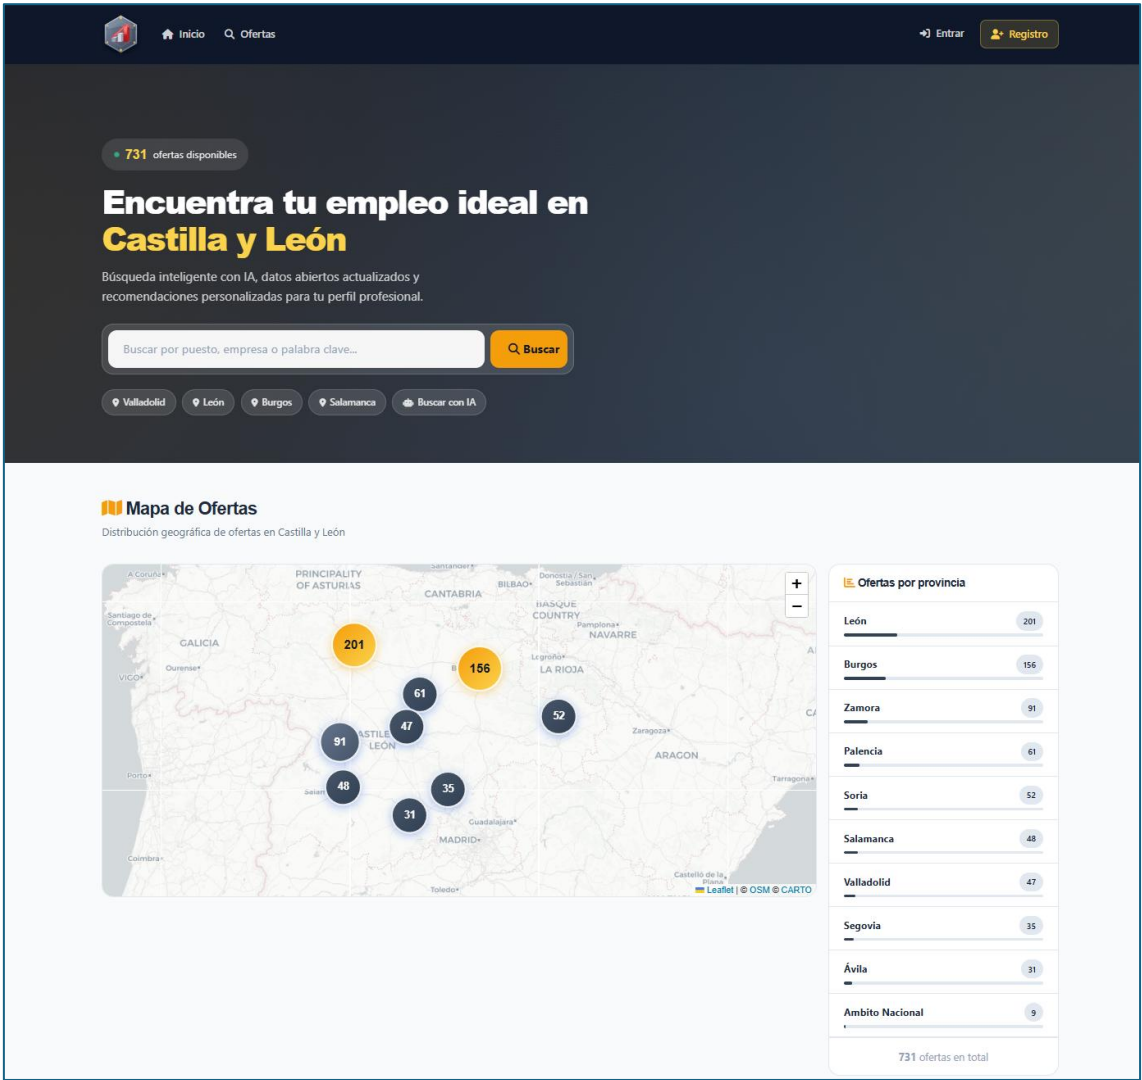 Inicio
Ofertas
Entrar
Registro
731 ofertas disponibles
Encuentra tu empleo ideal en
Castilla y León
Búsqueda inteligente con IA, datos abiertos actualizados y
recomendaciones personalizadas para tu perfil profesional.
Buscar por puesto, empresa o palabra clave...
Buscar
Valladolid
León
Burgos
Salamanca
Buscar con IA
Mapa de Ofertas
Distribución geográfica de ofertas en Castilla y León
A Coruña
PRINCIPALITY
OF ASTURIAS
Santander
CANTABRIA
BILBAO
Donostia / San
Sebastián
BASQUE
COUNTRY
Pamplona
NAVARRE
Santiago de
Compostela
GALICIA
Ourense
VIGO
Logroño
LA RIOJA
LEÓN
Zaragoza
ARAGON
Porto
Tarragona
Guadalajara
MADRID
Coimbra
Toledo
Castelló de la
Plana
201
156
61
47
52
91
48
35
31
+
−
Leaflet | © OSM © CARTO
Ofertas por provincia
León 201
Burgos 156
Zamora 91
Palencia 61
Soria 52
Salamanca 48
Valladolid 47
Segovia 35
Ávila 31
Ambito Nacional 9
731 ofertas en total